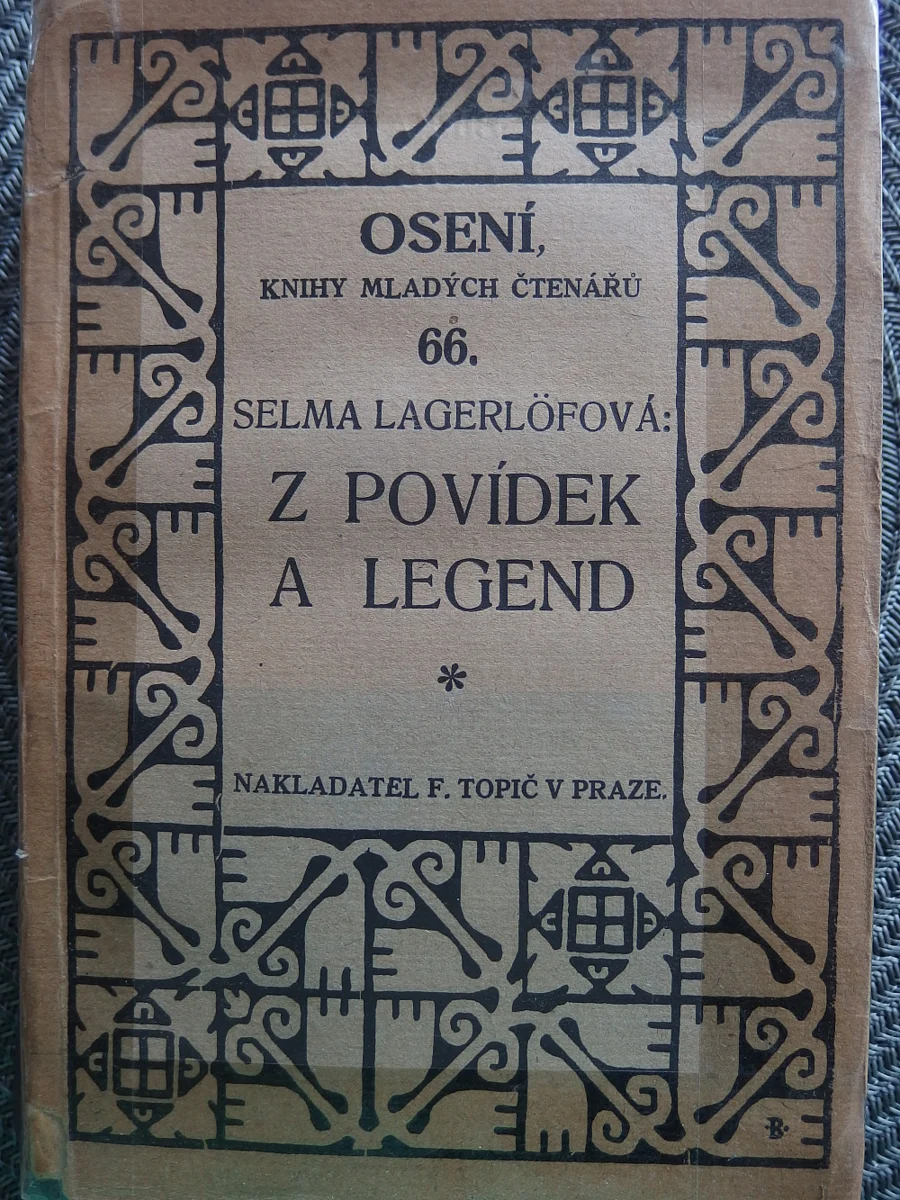 OSENÍ,
KNIHY MLADÝCH ČTENÁŘŮ
66.
SELMA LAGERLÖFOVÁ:
Z POVÍDEK
A LEGEND
*
NAKLADATEL F. TOPIČ V PRAZE.
·B·